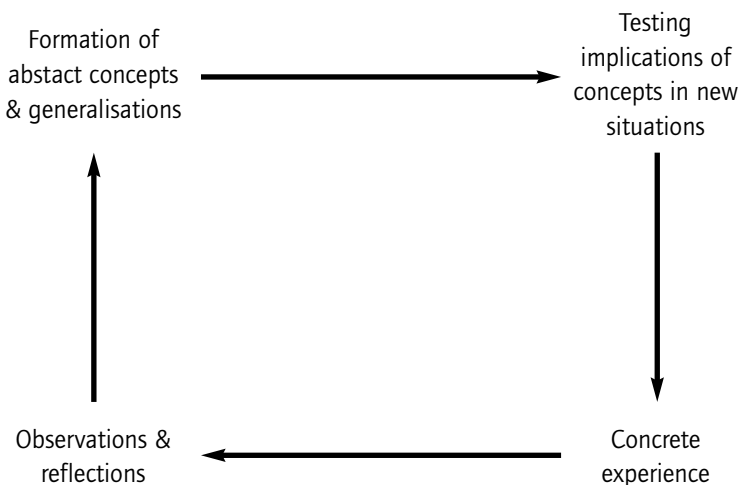 Formation of
abstact concepts
& generalisations
Testing
implications of
concepts in new
situations
Observations &
reflections
Concrete
experience